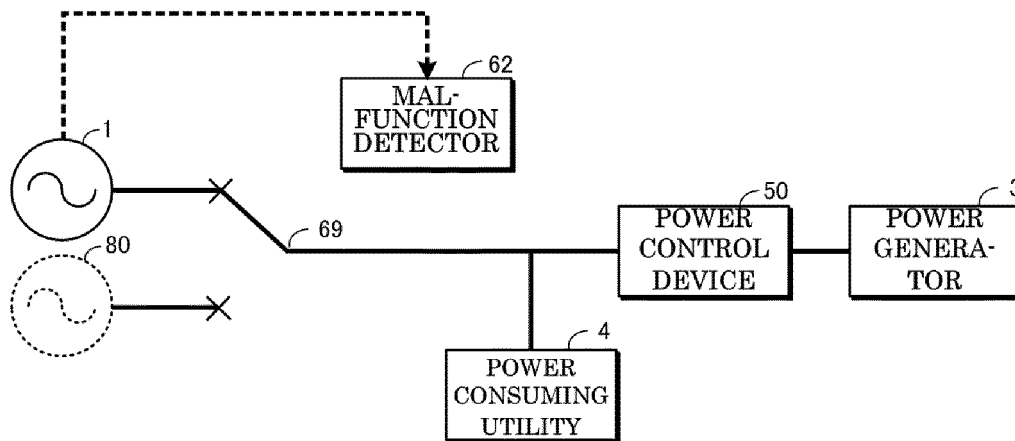 62
MAL-
FUNCTION
DETECTOR
1
80
69
50
POWER
CONTROL
DEVICE
3
POWER
GENERA-
TOR
4
POWER
CONSUMING
UTILITY